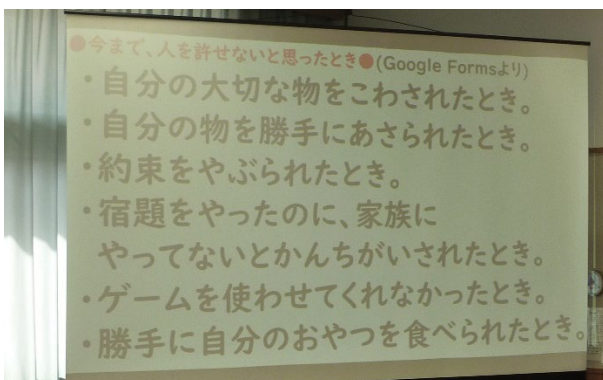 ●今まで、人を許せないと思ったとき●(Google Formsより)
・自分の大切な物をこわされたとき。
・自分の物を勝手にあさられたとき。
・約束をやぶられたとき。
・宿題をやったのに、家族に
やってないとかんちがいされたとき。
・ゲームを使わせてくれなかったとき。
・勝手に自分のおやつを食べられたとき。